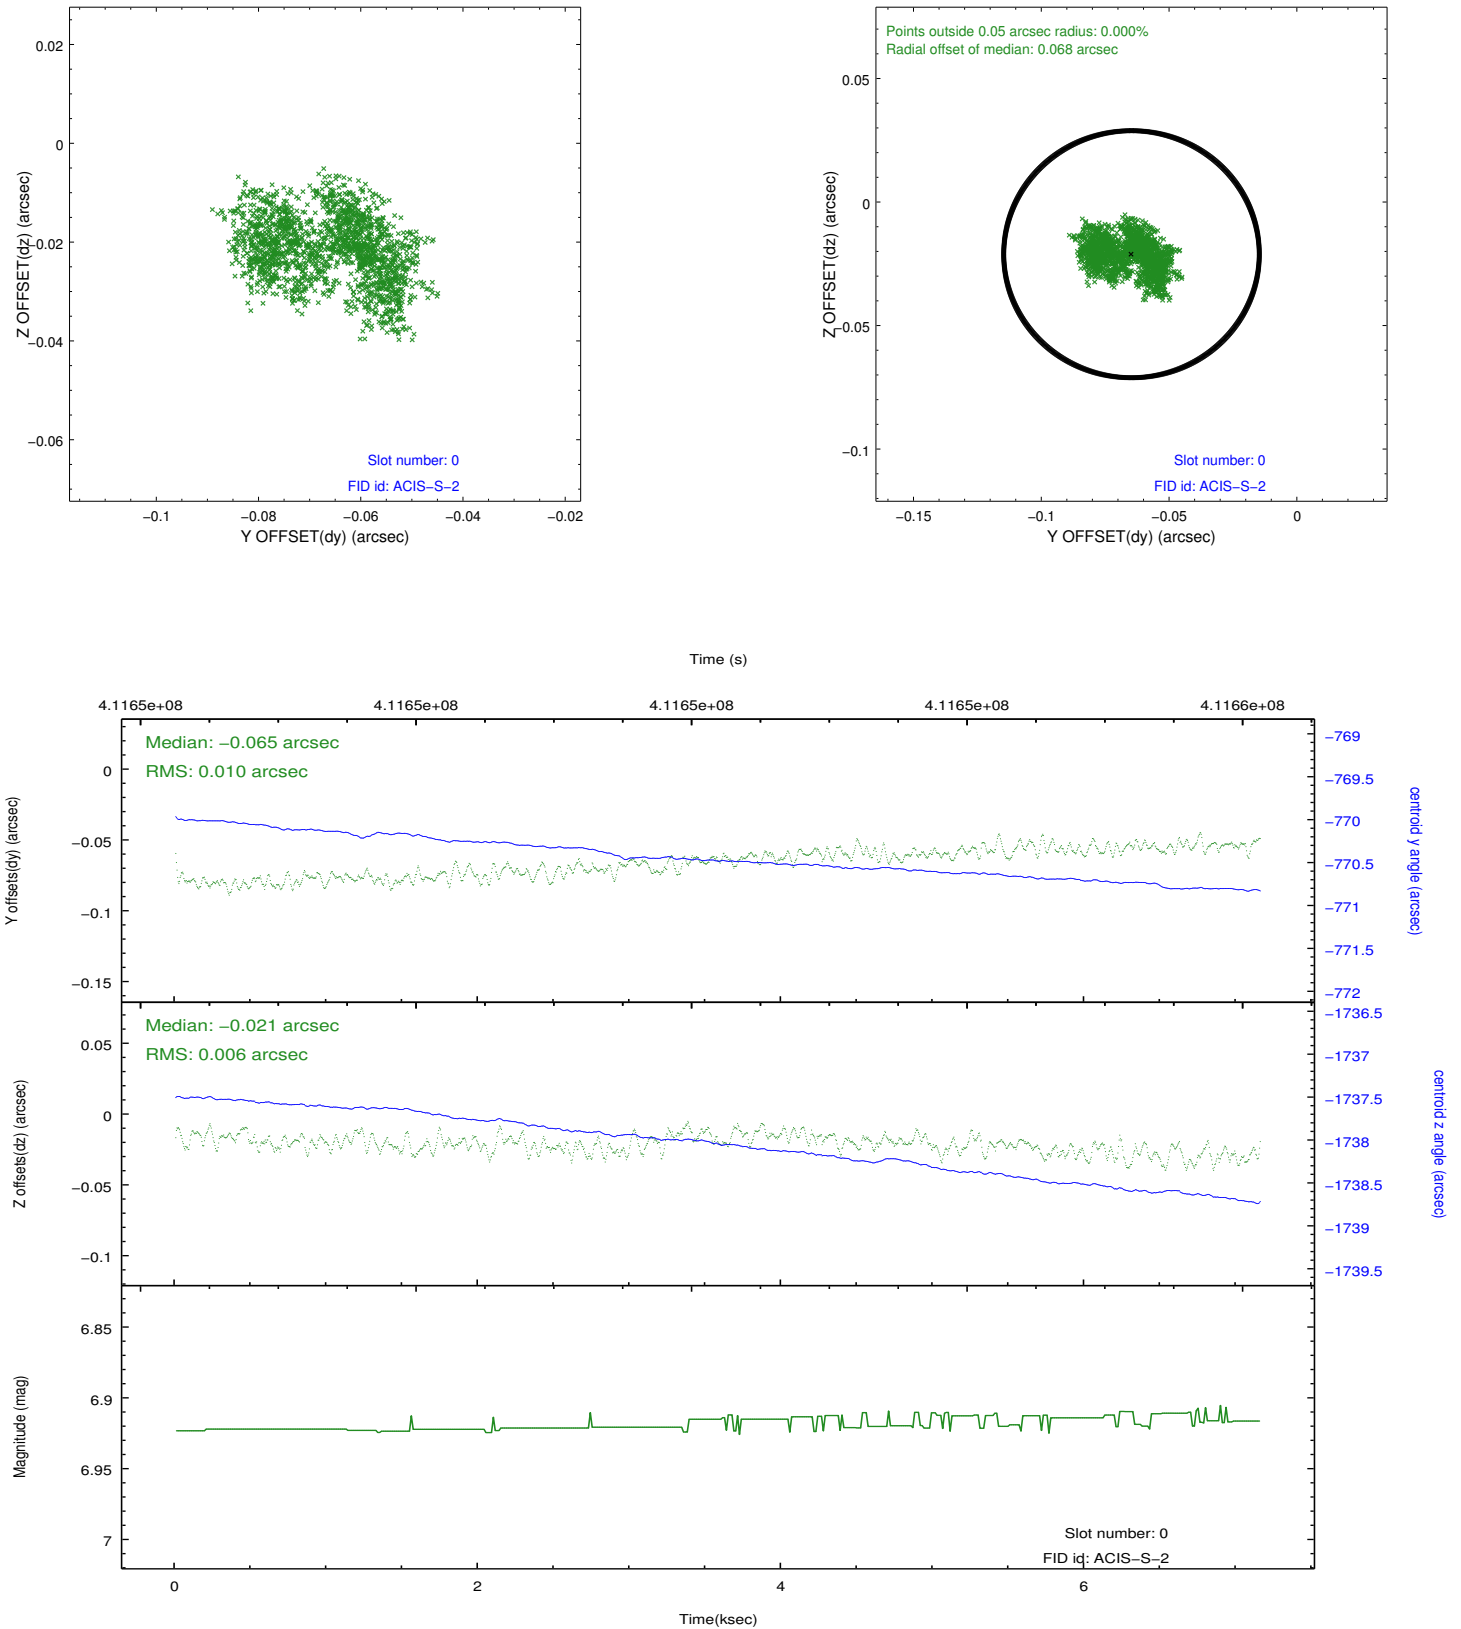 0.02
0
−0.02
−0.04
−0.06
Z OFFSET(dz) (arcsec)
Slot number: 0
FID id: ACIS−S−2
−0.1
−0.08
−0.06
−0.04
−0.02
Y OFFSET(dy) (arcsec)
Points outside 0.05 arcsec radius: 0.000%
Radial offset of median: 0.068 arcsec
0.05
0
−0.05
−0.1
Z OFFSET(dz) (arcsec)
Slot number: 0
FID id: ACIS−S−2
−0.15
−0.1
−0.05
0
Y OFFSET(dy) (arcsec)
Time (s)
4.1165e+08
4.1165e+08
4.1165e+08
4.1165e+08
4.1166e+08
Median: −0.065 arcsec
RMS: 0.010 arcsec
0
−0.05
−0.1
−0.15
Y offsets(dy) (arcsec)
−769
−769.5
−770
−770.5
−771
−771.5
−772
centroid y angle (arcsec)
Median: −0.021 arcsec
RMS: 0.006 arcsec
0.05
0
−0.05
−0.1
Z offsets(dz) (arcsec)
−1736.5
−1737
−1737.5
−1738
−1738.5
−1739
−1739.5
centroid z angle (arcsec)
6.85
6.9
6.95
7
Magnitude (mag)
Slot number: 0
FID id: ACIS−S−2
0
2
4
6
Time(ksec)